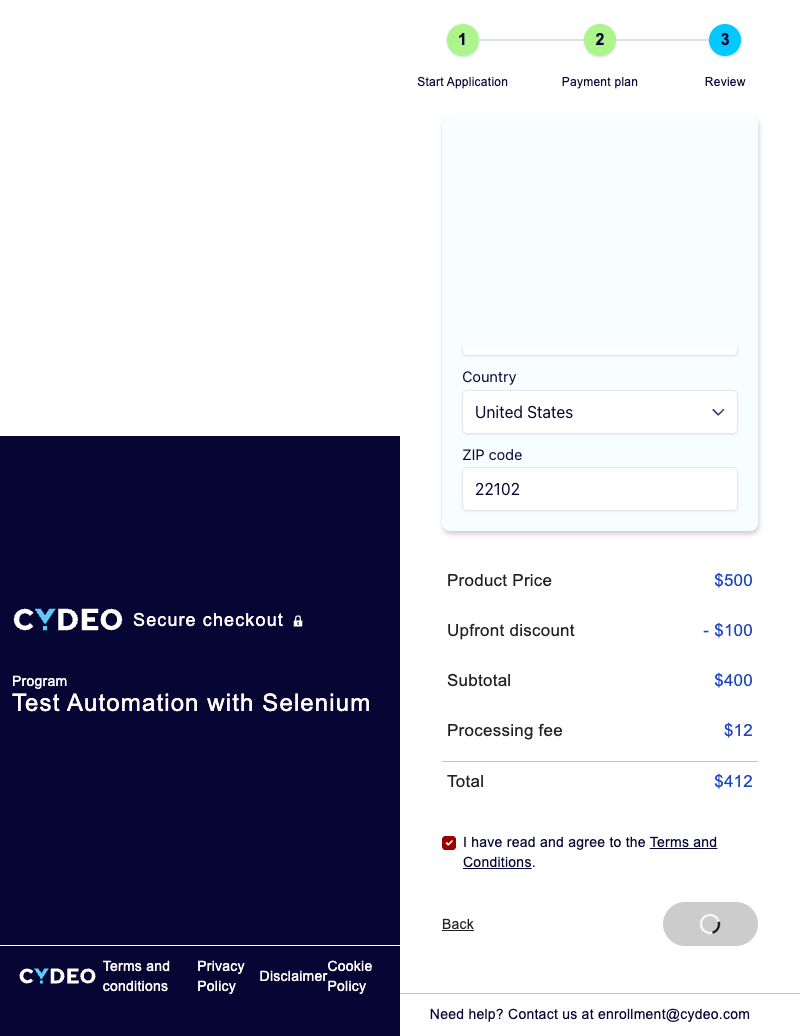 1
2
3
Start Application
Payment plan
Review
Country
United States
ZIP code
22102
Product Price $500
Upfront discount - $100
Subtotal $400
Processing fee $12
Total $412
I have read and agree to the Terms and
Conditions.
Back
Need help? Contact us at enrollment@cydeo.com
CYDEO Secure checkout
Program
Test Automation with Selenium
CYDEO
Terms and
conditions
Privacy
Policy
Disclaimer
Cookie
Policy